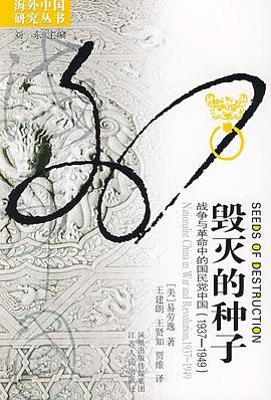 海外中国
研究丛书
刘 东 主编
毁灭的种子
SEEDS OF DESTRUCTION
战争与革命中的国民党中国(1937—1949)
Nationalist China in War and Revolution,1937-1949
[美]易劳逸 著
王建朗 王贤知 贾维 译
凤凰出版传媒集团
江苏人民出版社